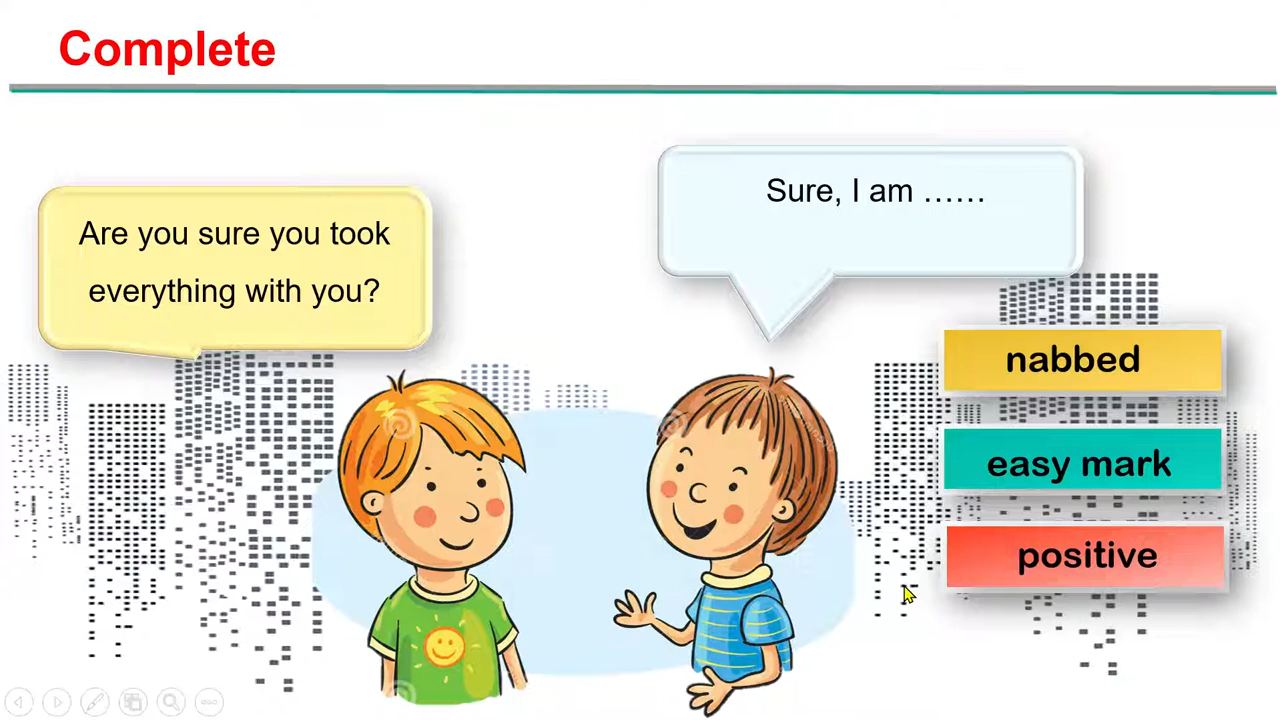 Complete
Are you sure you took
everything with you?
Sure, I am ......
nabbed
easy mark
positive